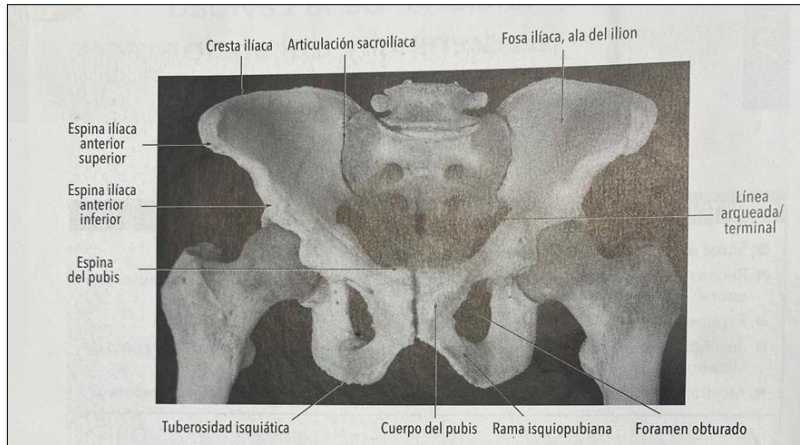 Cresta ilíaca
Articulación sacroilíaca
Fosa ilíaca, ala del ilion
Espina ilíaca
anterior
superior
Espina ilíaca
anterior
inferior
Línea
arqueada/
terminal
Espina
del pubis
Tuberosidad isquiática
Cuerpo del pubis
Rama isquiopubiana
Foramen obturado